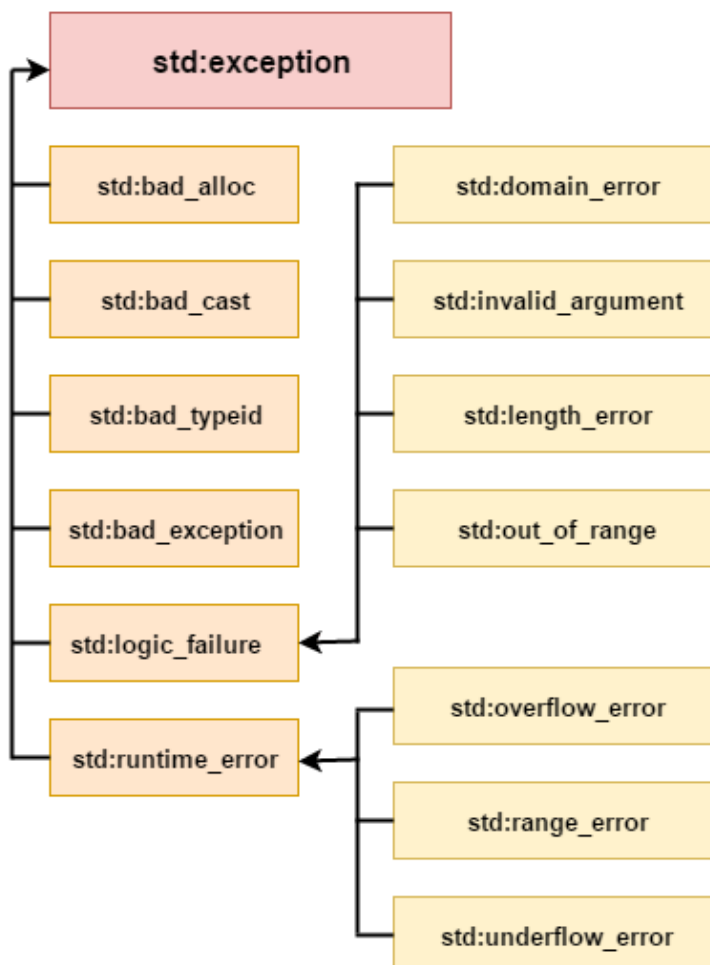 std:exception
std:bad_alloc
std:domain_error
std:bad_cast
std:invalid_argument
std:bad_typeid
std:length_error
std:bad_exception
std:out_of_range
std:logic_failure
std:overflow_error
std:runtime_error
std:range_error
std:underflow_error